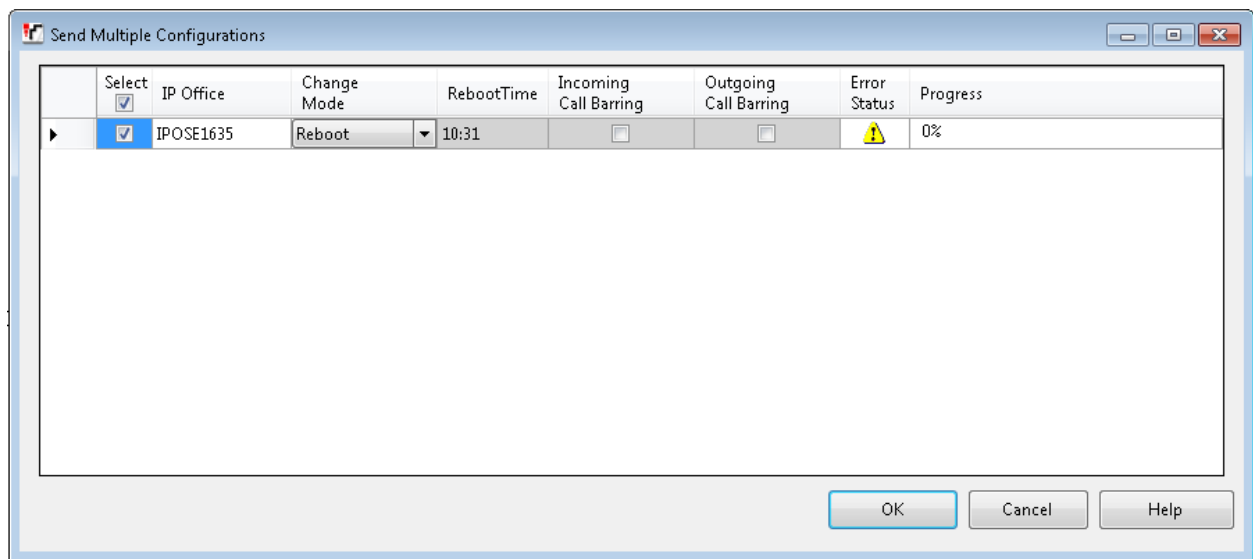 Send Multiple Configurations
Select IP Office Change Mode RebootTime Incoming Call Barring Outgoing Call Barring Error Status Progress
IPOSE1635 Reboot 10:31 0%
OK Cancel Help